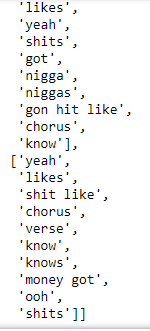 'likes',
'yeah',
'shits',
'got',
'nigga',
'niggas',
'gon hit like',
'chorus',
'know'],
['yeah',
'likes',
'shit like',
'chorus',
'verse',
'know',
'knows',
'money got',
'ooh',
'shits']]